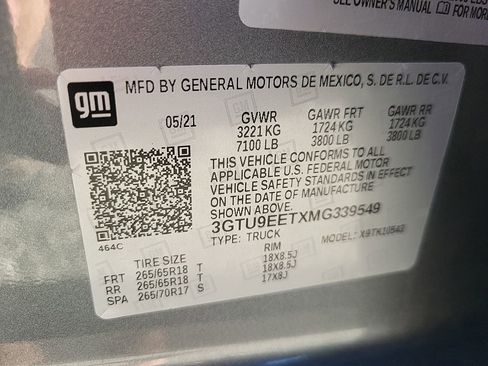 SEE OWNER'S MANUAL FOR MORE
gm
MFD BY GENERAL MOTORS DE MEXICO, S. DE R.L. DE C.V.
05/21 GVWR GAWR FRT GAWR RR
3221 KG 1724 KG 1724 KG
7100 LB 3800 LB 3800 LB
THIS VEHICLE CONFORMS TO ALL
APPLICABLE U.S. FEDERAL MOTOR
VEHICLE SAFETY STANDARDS IN EFFECT
ON THE DATE OF MANUFACTURE SHOWN ABOVE.
3GTU9EETXMG339549
464C
TYPE: TRUCK MODEL: X9TK10543
TIRE SIZE RIM
FRT 265/65R18 T 18X8.5J
RR 265/65R18 T 18X8.5J
SPA 265/70R17 S 17X8J